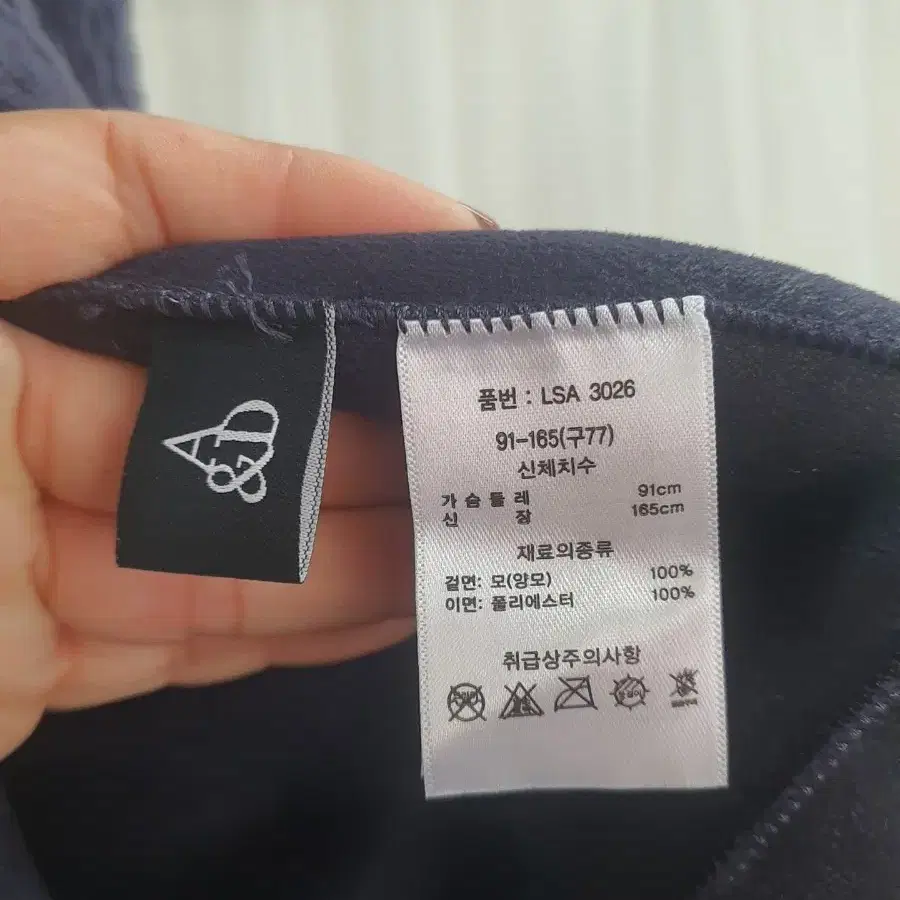 품번 : LSA 3026
91-165(구77)
신체치수
가 슴 둘 레 91cm
신 장 165cm
재료의종류
겉면: 모(양모) 100%
이면: 폴리에스터 100%
취급상주의사항